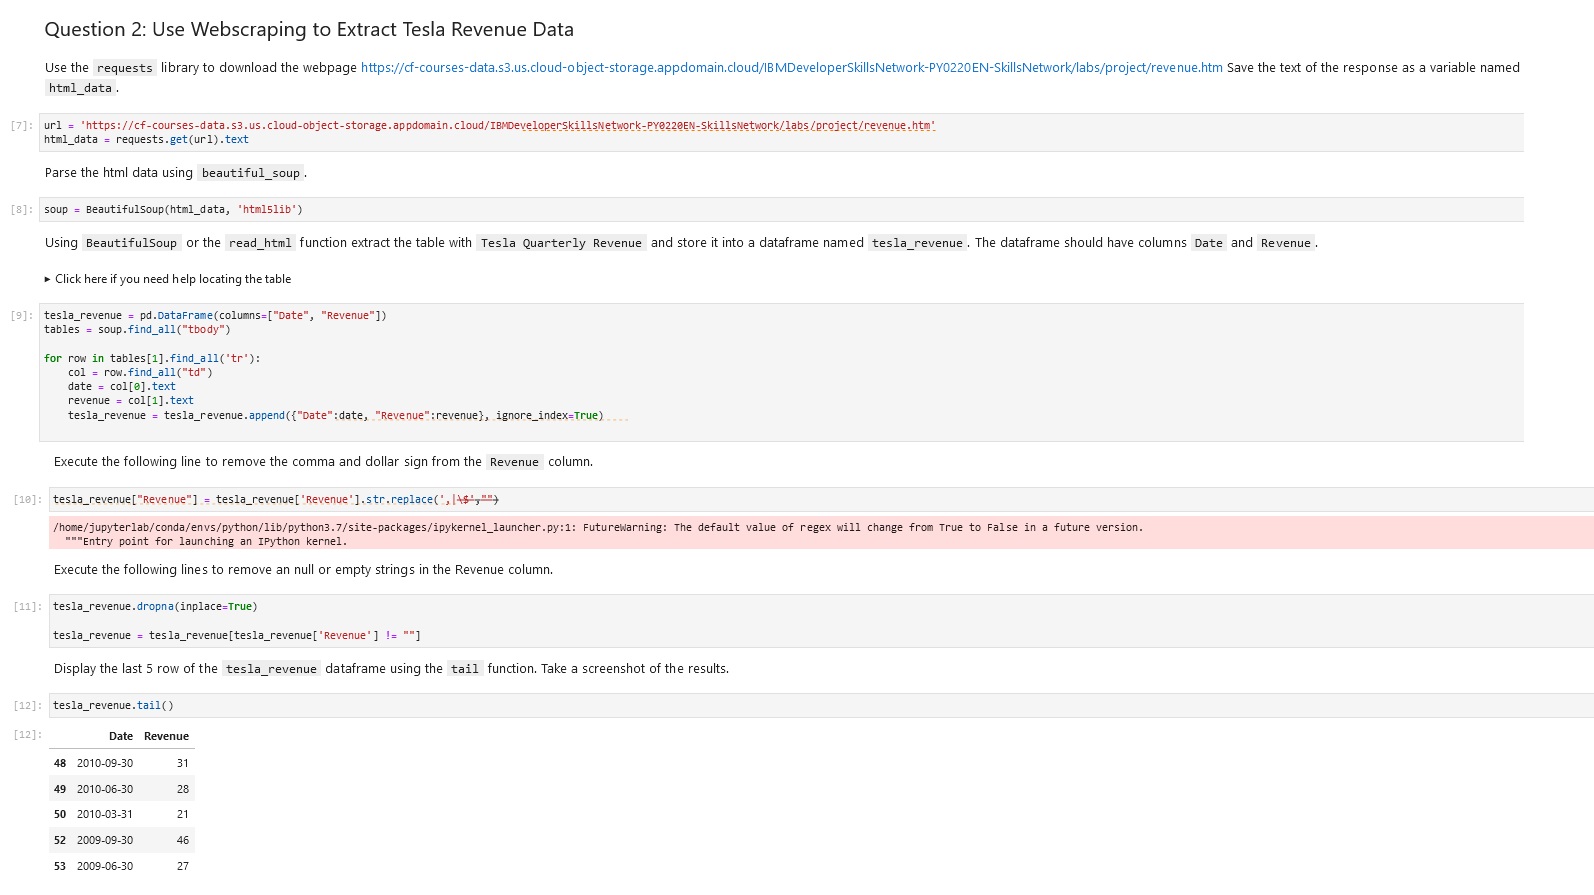 Question 2: Use Webscraping to Extract Tesla Revenue Data
Use the requests library to download the webpage https://cf-courses-data.s3.us.cloud-object-storage.appdomain.cloud/IBMDeveloperSkillsNetwork-PY0220EN-SkillsNetwork/labs/project/revenue.htm Save the text of the response as a variable named
html_data.
[7]: url = 'https://cf-courses-data.s3.us.cloud-object-storage.appdomain.cloud/IBMDeveloperSkillsNetwork-PY0220EN-SkillsNetwork/labs/project/revenue.htm'
html_data = requests.get(url).text
Parse the html data using beautiful_soup.
[8]: soup = BeautifulSoup(html_data, 'html5lib')
Using BeautifulSoup or the read_html function extract the table with Tesla Quarterly Revenue and store it into a dataframe named tesla_revenue. The dataframe should have columns Date and Revenue.
▸ Click here if you need help locating the table
[9]: tesla_revenue = pd.DataFrame(columns=["Date", "Revenue"])
tables = soup.find_all("tbody")
for row in tables[1].find_all('tr'):
    col = row.find_all("td")
    date = col[0].text
    revenue = col[1].text
    tesla_revenue = tesla_revenue.append({"Date":date, "Revenue":revenue}, ignore_index=True)
Execute the following line to remove the comma and dollar sign from the Revenue column.
[10]: tesla_revenue["Revenue"] = tesla_revenue['Revenue'].str.replace(',|\$',"")
/home/jupyterlab/conda/envs/python/lib/python3.7/site-packages/ipykernel_launcher.py:1: FutureWarning: The default value of regex will change from True to False in a future version.
  """Entry point for launching an IPython kernel.
Execute the following lines to remove an null or empty strings in the Revenue column.
[11]: tesla_revenue.dropna(inplace=True)
tesla_revenue = tesla_revenue[tesla_revenue['Revenue'] != ""]
Display the last 5 row of the tesla_revenue dataframe using the tail function. Take a screenshot of the results.
[12]: tesla_revenue.tail()
[12]: Date Revenue
48 2010-09-30 31
49 2010-06-30 28
50 2010-03-31 21
52 2009-09-30 46
53 2009-06-30 27